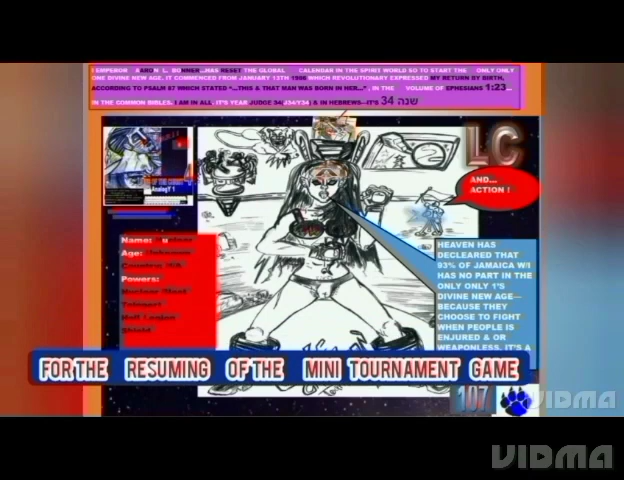 I EMPEROR AARON L. BONNER...HAS RESET THE GLOBAL CALENDAR IN THE SPIRIT WORLD SO TO START THE ONLY ONLY
ONE DIVINE NEW AGE. IT COMMENCED FROM JANUARY 13TH 1986 WHICH REVOLUTIONARY EXPRESSED MY RETURN BY BIRTH,
ACCORDING TO PSALM 87 WHICH STATED "...THIS & THAT MAN WAS BORN IN HER...", IN THE VOLUME OF EPHESIANS 1:23...
IN THE COMMON BIBLES. I AM IN ALL IT'S YEAR JUDGE 34(J34/Y34) & IN HEBREWS—IT'S 34 שנה
LC
AND...
ACTION !
Name:
Age: Unknown
Powers:
HEAVEN HAS
DECLEARED THAT
93% OF JAMAICA W/I
HAS NO PART IN THE
ONLY ONLY 1'S
DIVINE NEW AGE—
BECAUSE THEY
CHOOSE TO FIGHT
WHEN PEOPLE IS
ENJURED & OR
WEAPONLESS. IT'S A
FOR THE RESUMING OF THE MINI TOURNAMENT GAME
107
VIDMA
VIDMA